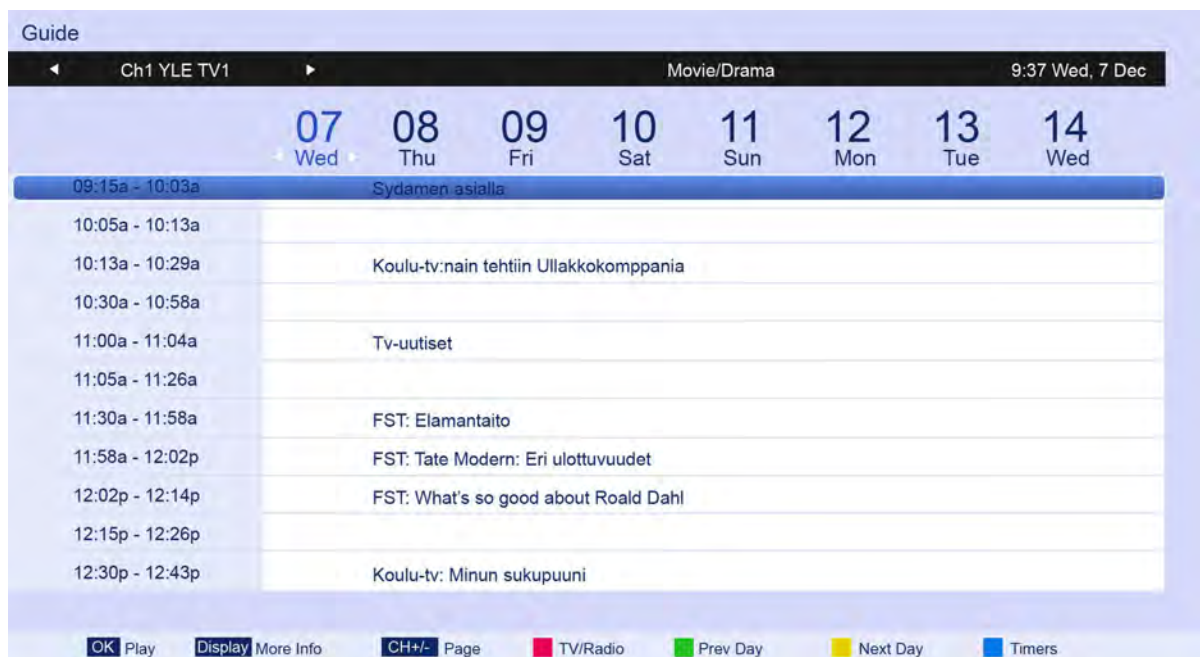 Guide
Ch1 YLE TV1 Movie/Drama 9:37 Wed, 7 Dec
07 08 09 10 11 12 13 14
Wed Thu Fri Sat Sun Mon Tue Wed
09:15a - 10:03a Sydamen asialla
10:05a - 10:13a
10:13a - 10:29a Koulu-tv:nain tehtiin Ullakkokomppania
10:30a - 10:58a
11:00a - 11:04a Tv-uutiset
11:05a - 11:26a
11:30a - 11:58a FST: Elamantaito
11:58a - 12:02p FST: Tate Modern: Eri ulottuvuudet
12:02p - 12:14p FST: What's so good about Roald Dahl
12:15p - 12:26p
12:30p - 12:43p Koulu-tv: Minun sukupuuni
OK Play Display More Info CH+/- Page TV/Radio Prev Day Next Day Timers